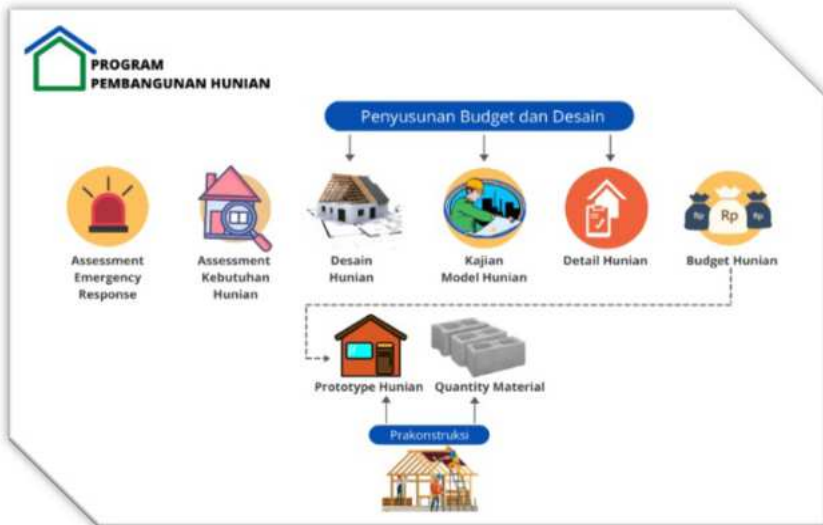 PROGRAM
PEMBANGUNAN HUNIAN
Penyusunan Budget dan Desain
Assessment
Emergency
Response
Assessment
Kebutuhan
Hunian
Desain
Hunian
Kajian
Model Hunian
Detail Hunian
Rp
Rp
Rp
Budget Hunian
Prototype Hunian
Quantity Material
Prakonstruksi